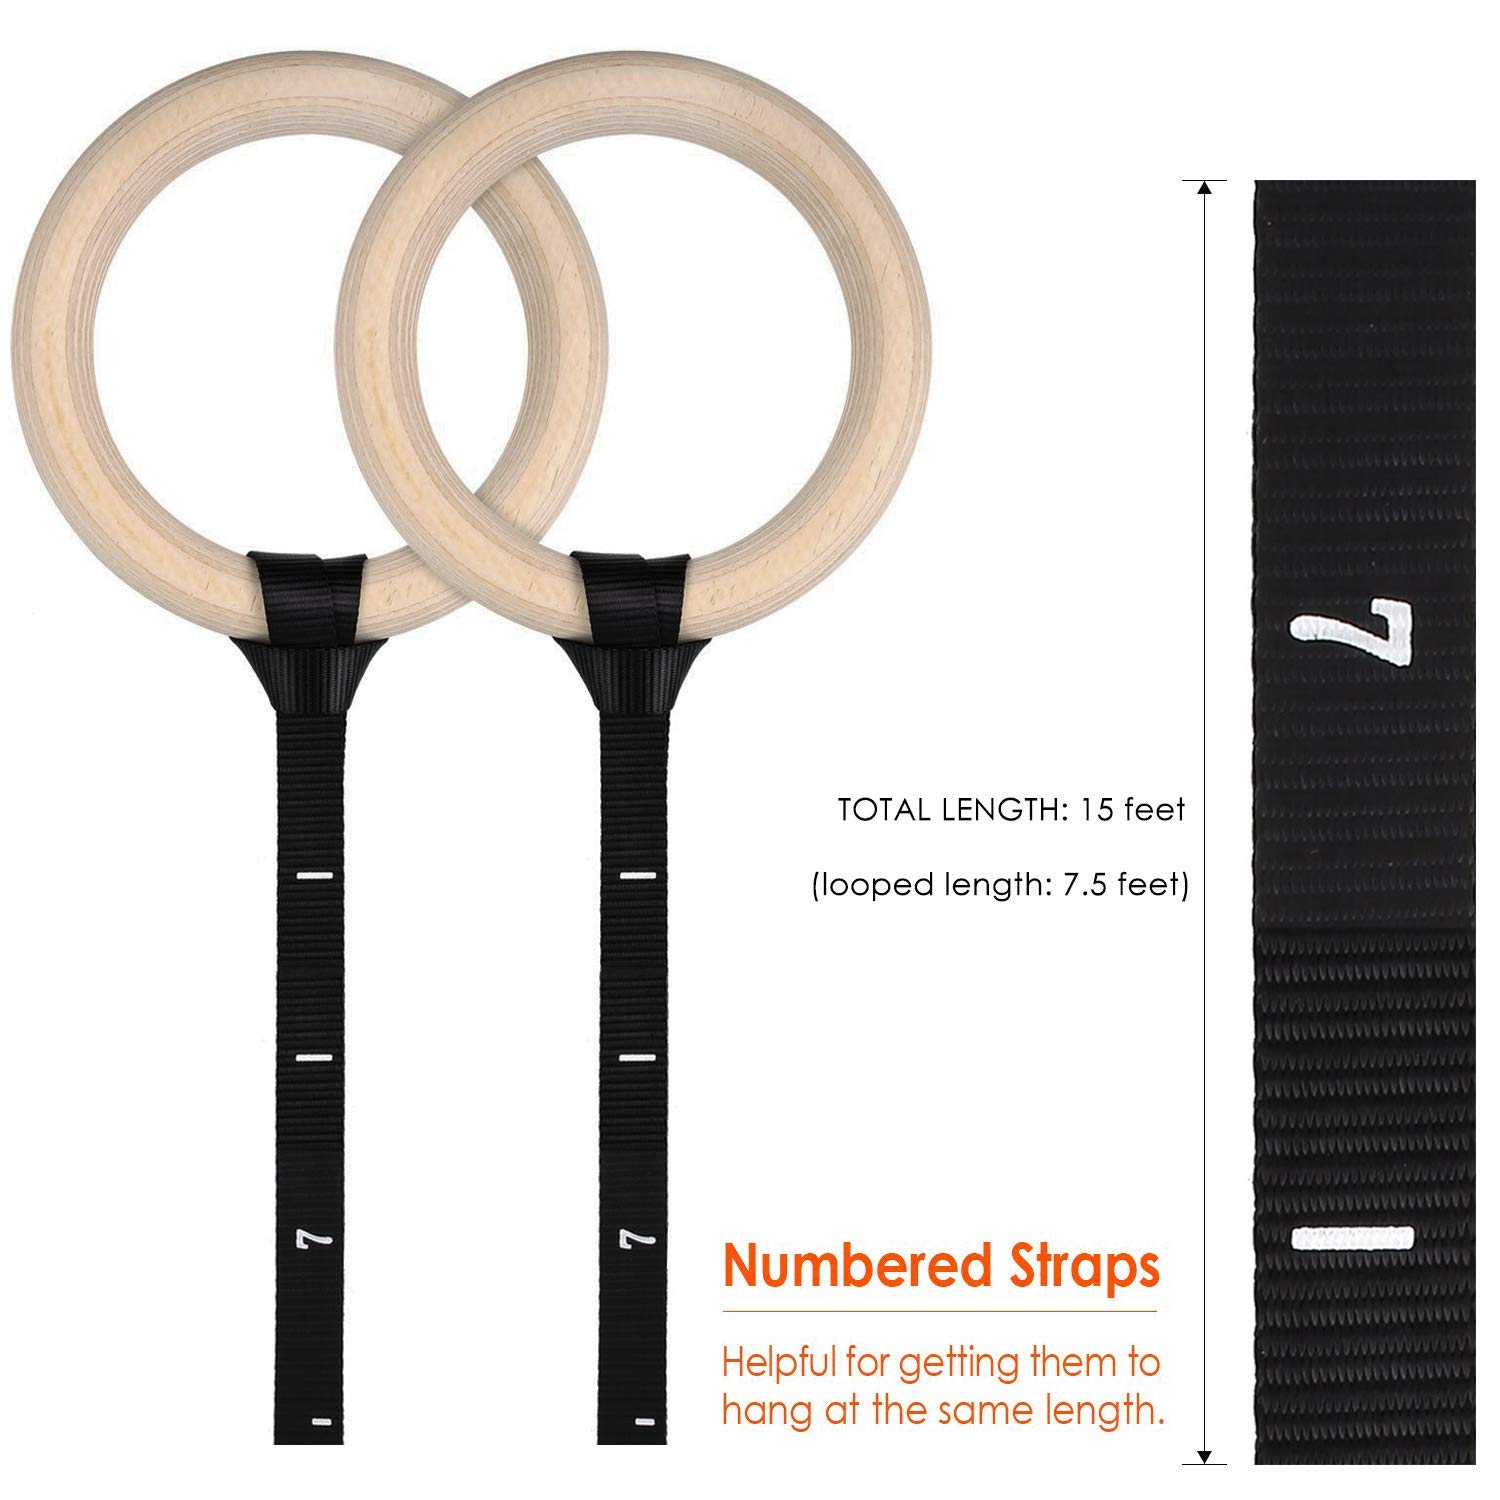 7
TOTAL LENGTH: 15 feet
(looped length: 7.5 feet)
7
7
Numbered Straps
Helpful for getting them to
hang at the same length.